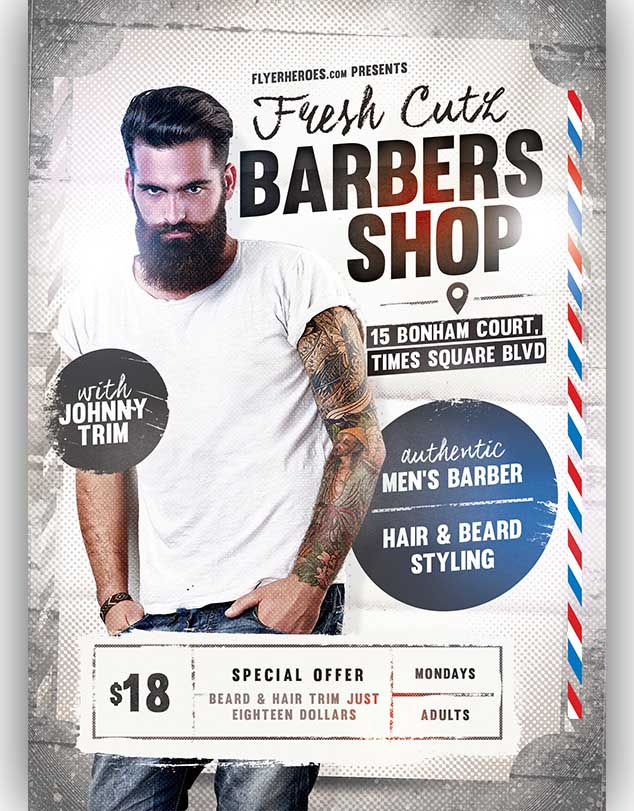 FLYERHEROES.COM PRESENTS
Fresh Cutz
BARBERS
SHOP
15 BONHAM COURT,
TIMES SQUARE BLVD
with
JOHNNY
TRIM
authentic
MEN'S BARBER
HAIR & BEARD
STYLING
$18
SPECIAL OFFER
BEARD & HAIR TRIM JUST
EIGHTEEN DOLLARS
MONDAYS
ADULTS